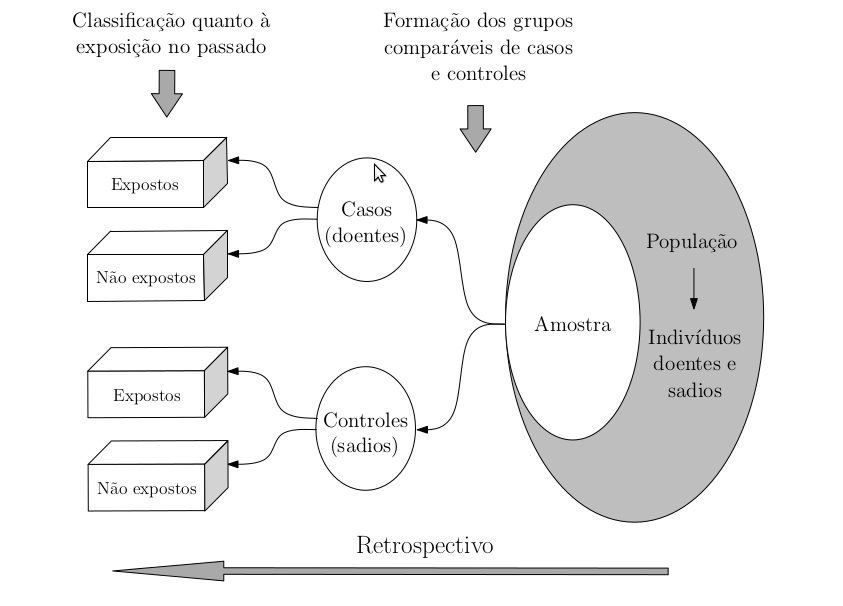 Classificação quanto à
exposição no passado
Formação dos grupos
comparáveis de casos
e controles
Expostos
Não expostos
Casos
(doentes)
Expostos
Não expostos
Controles
(sadios)
Amostra
População
Indivíduos
doentes e
sadios
Retrospectivo